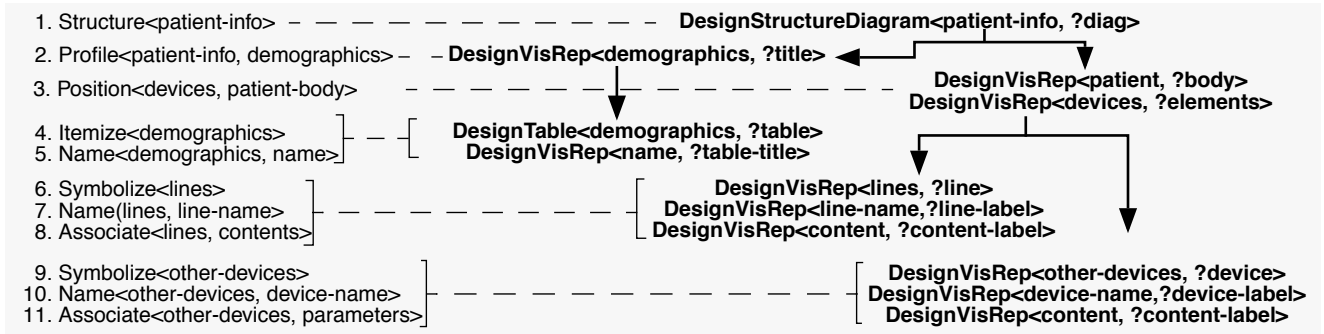 1. Structure<patient-info> DesignStructureDiagram<patient-info, ?diag>
2. Profile<patient-info, demographics> DesignVisRep<demographics, ?title>
DesignVisRep<patient, ?body>
3. Position<devices, patient-body> DesignVisRep<devices, ?elements>
4. Itemize<demographics> DesignTable<demographics, ?table>
5. Name<demographics, name> DesignVisRep<name, ?table-title>
6. Symbolize<lines> DesignVisRep<lines, ?line>
7. Name(lines, line-name> DesignVisRep<line-name,?line-label>
8. Associate<lines, contents> DesignVisRep<content, ?content-label>
9. Symbolize<other-devices> DesignVisRep<other-devices, ?device>
10. Name<other-devices, device-name> DesignVisRep<device-name,?device-label>
11. Associate<other-devices, parameters> DesignVisRep<content, ?content-label>